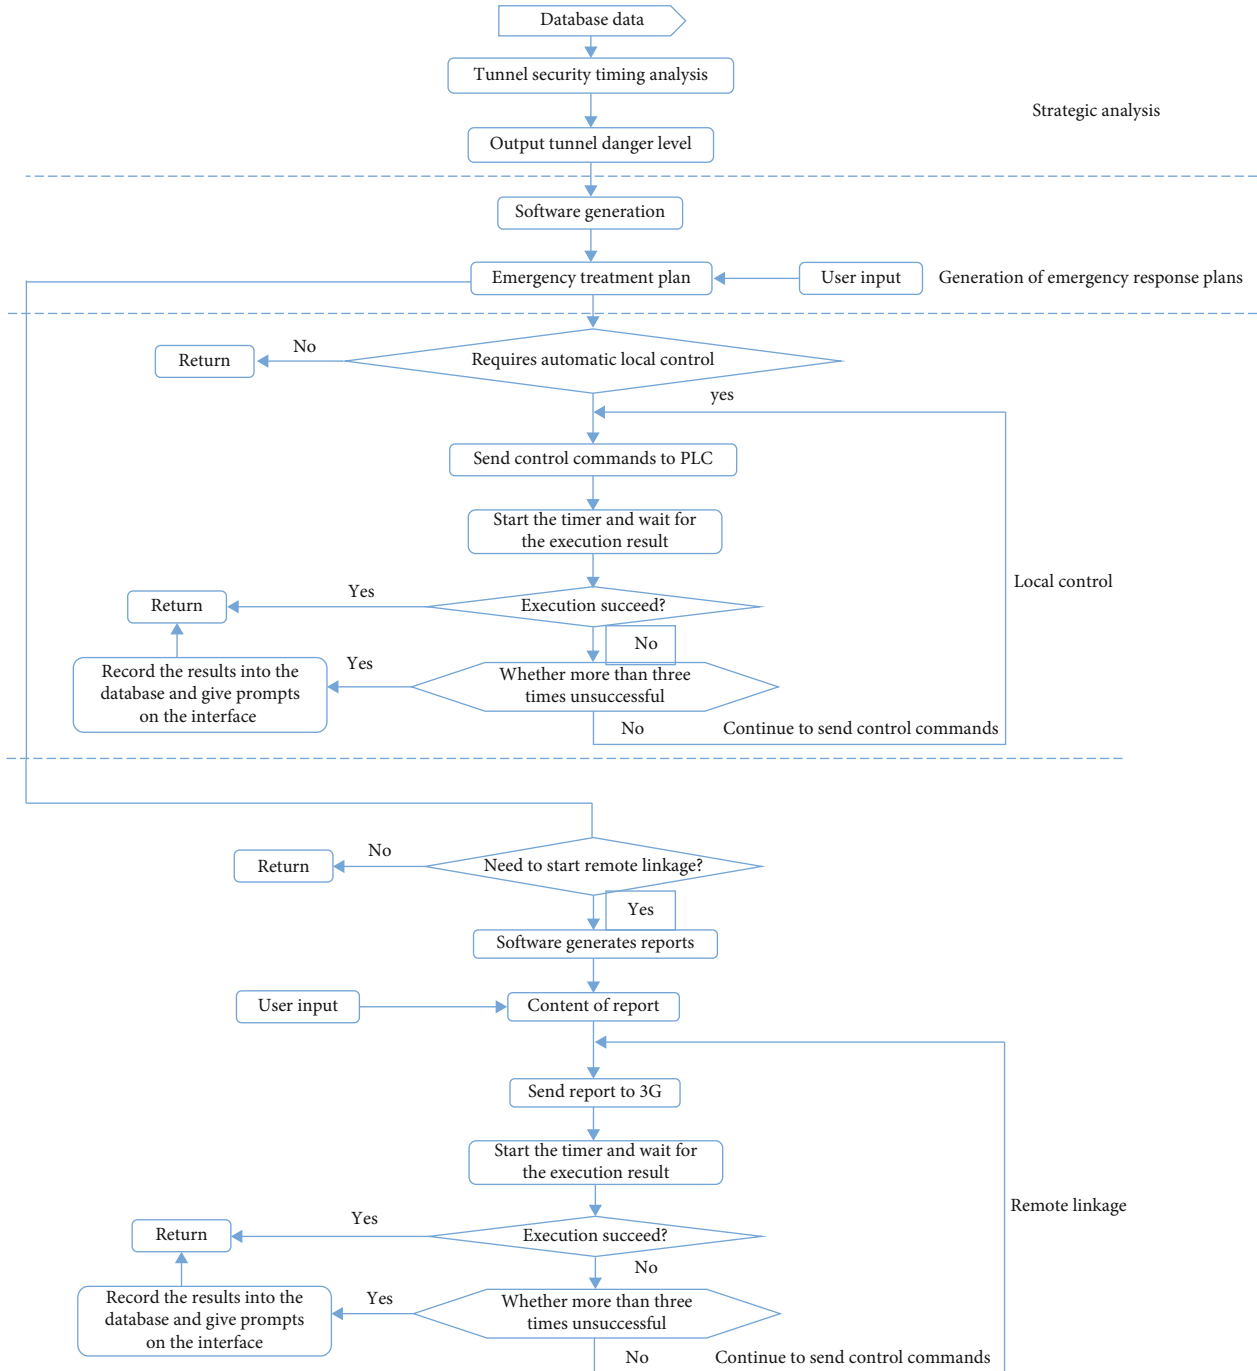 Database data
Tunnel security timing analysis
Strategic analysis
Output tunnel danger level
Software generation
Emergency treatment plan
User input
Generation of emergency response plans
No
Return
Requires automatic local control
yes
Send control commands to PLC
Start the timer and wait for
the execution result
Local control
Yes
Return
Execution succeed?
No
Record the results into the
database and give prompts
on the interface
Yes
Whether more than three
times unsuccessful
No
Continue to send control commands
No
Return
Need to start remote linkage?
Yes
Software generates reports
User input
Content of report
Send report to 3G
Start the timer and wait for
the execution result
Remote linkage
Yes
Return
Execution succeed?
No
Record the results into the
database and give prompts
on the interface
Yes
Whether more than three
times unsuccessful
No
Continue to send control commands